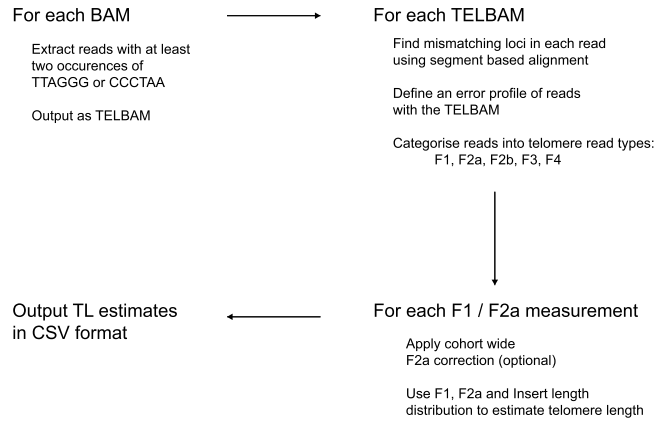 For each BAM
Extract reads with at least
two occurences of
TTAGGG or CCCTAA
Output as TELBAM
For each TELBAM
Find mismatching loci in each read
using segment based alignment
Define an error profile of reads
with the TELBAM
Categorise reads into telomere read types:
F1, F2a, F2b, F3, F4
For each F1 / F2a measurement
Apply cohort wide
F2a correction (optional)
Use F1, F2a and Insert length
distribution to estimate telomere length
Output TL estimates
in CSV format